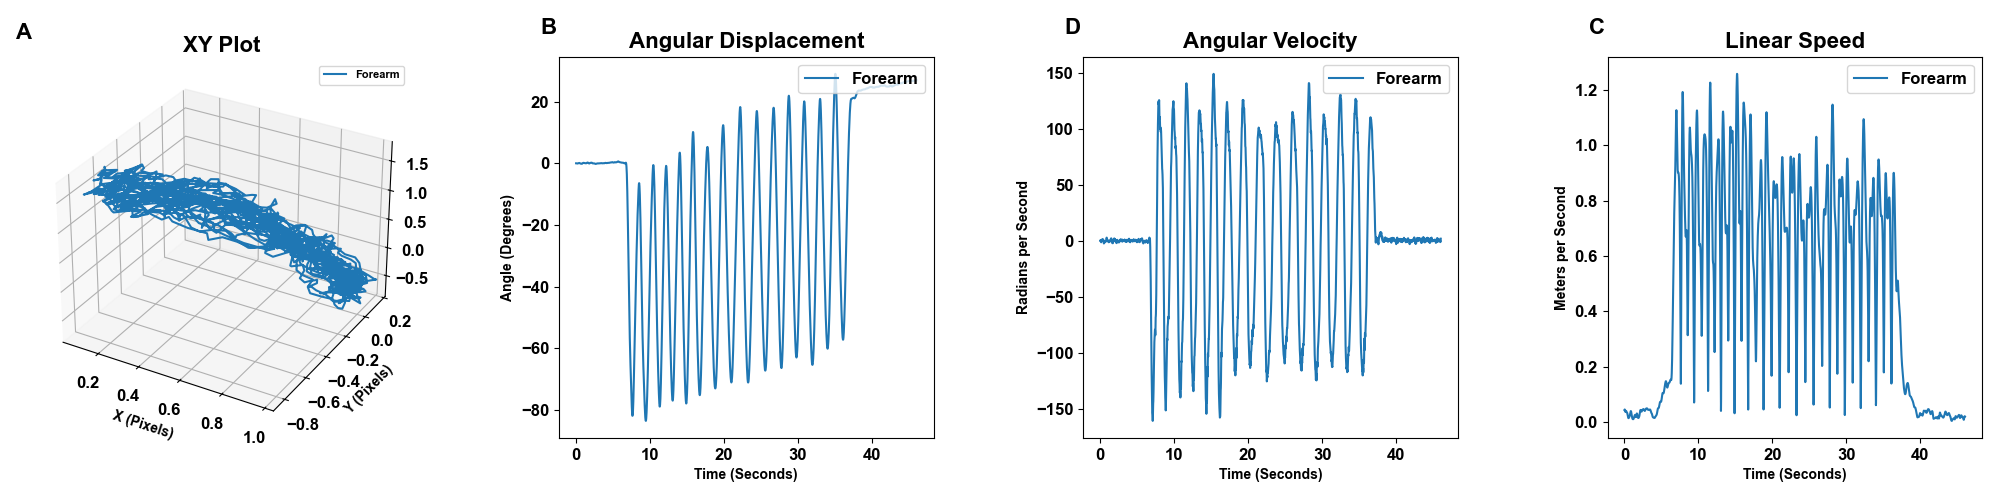 A
XY Plot
Forearm
1.5
1.0
0.5
0.0
−0.5
0.2
0.0
−0.2
−0.4
−0.6
−0.8
Y (Pixels)
0.2
0.4
0.6
0.8
1.0
X (Pixels)
B
Angular Displacement
Forearm
20
0
−20
−40
−60
−80
Angle (Degrees)
0 10 20 30 40
Time (Seconds)
D
Angular Velocity
Forearm
150
100
50
0
−50
−100
−150
Radians per Second
0 10 20 30 40
Time (Seconds)
C
Linear Speed
Forearm
1.2
1.0
0.8
0.6
0.4
0.2
0.0
Meters per Second
0 10 20 30 40
Time (Seconds)